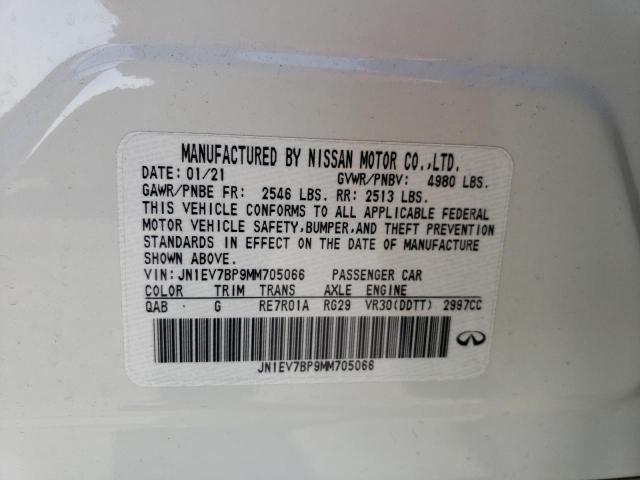 MANUFACTURED BY NISSAN MOTOR CO.,LTD.
DATE: 01/21 GVWR/PNBV: 4980 LBS.
GAWR/PNBE FR: 2546 LBS. RR: 2513 LBS.
THIS VEHICLE CONFORMS TO ALL APPLICABLE FEDERAL
MOTOR VEHICLE SAFETY, BUMPER, AND THEFT PREVENTION
STANDARDS IN EFFECT ON THE DATE OF MANUFACTURE
SHOWN ABOVE.
VIN: JN1EV7BP9MM705066 PASSENGER CAR
COLOR TRIM TRANS AXLE ENGINE
QAB G RE7R01A RG29 VR30(DDTT) 2997CC
JN1EV7BP9MM705066